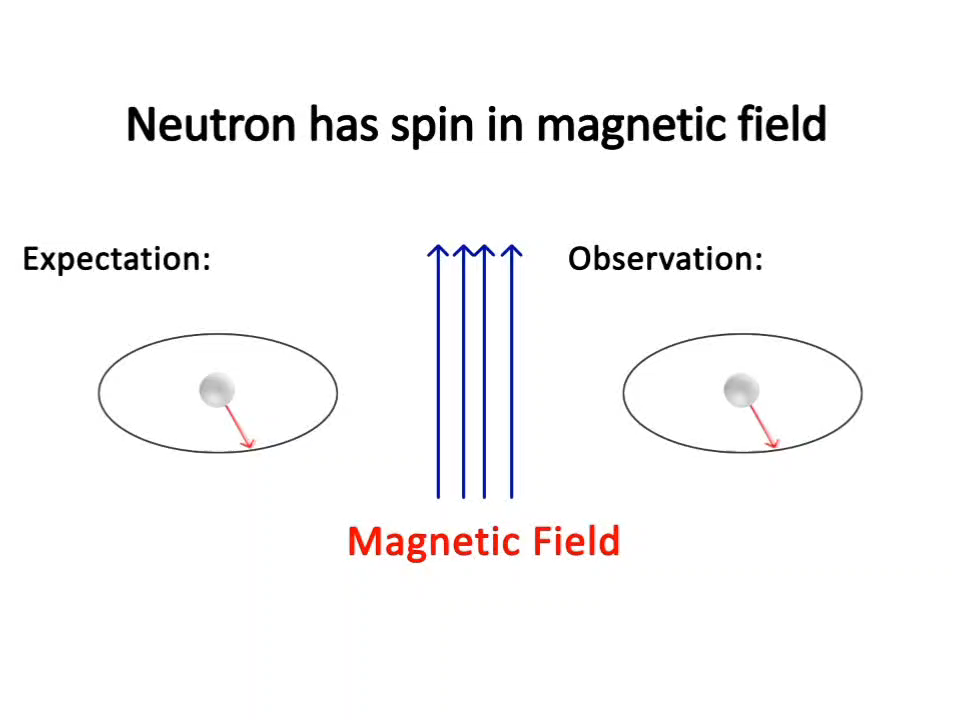 Neutron has spin in magnetic field
Expectation:
Observation:
Magnetic Field